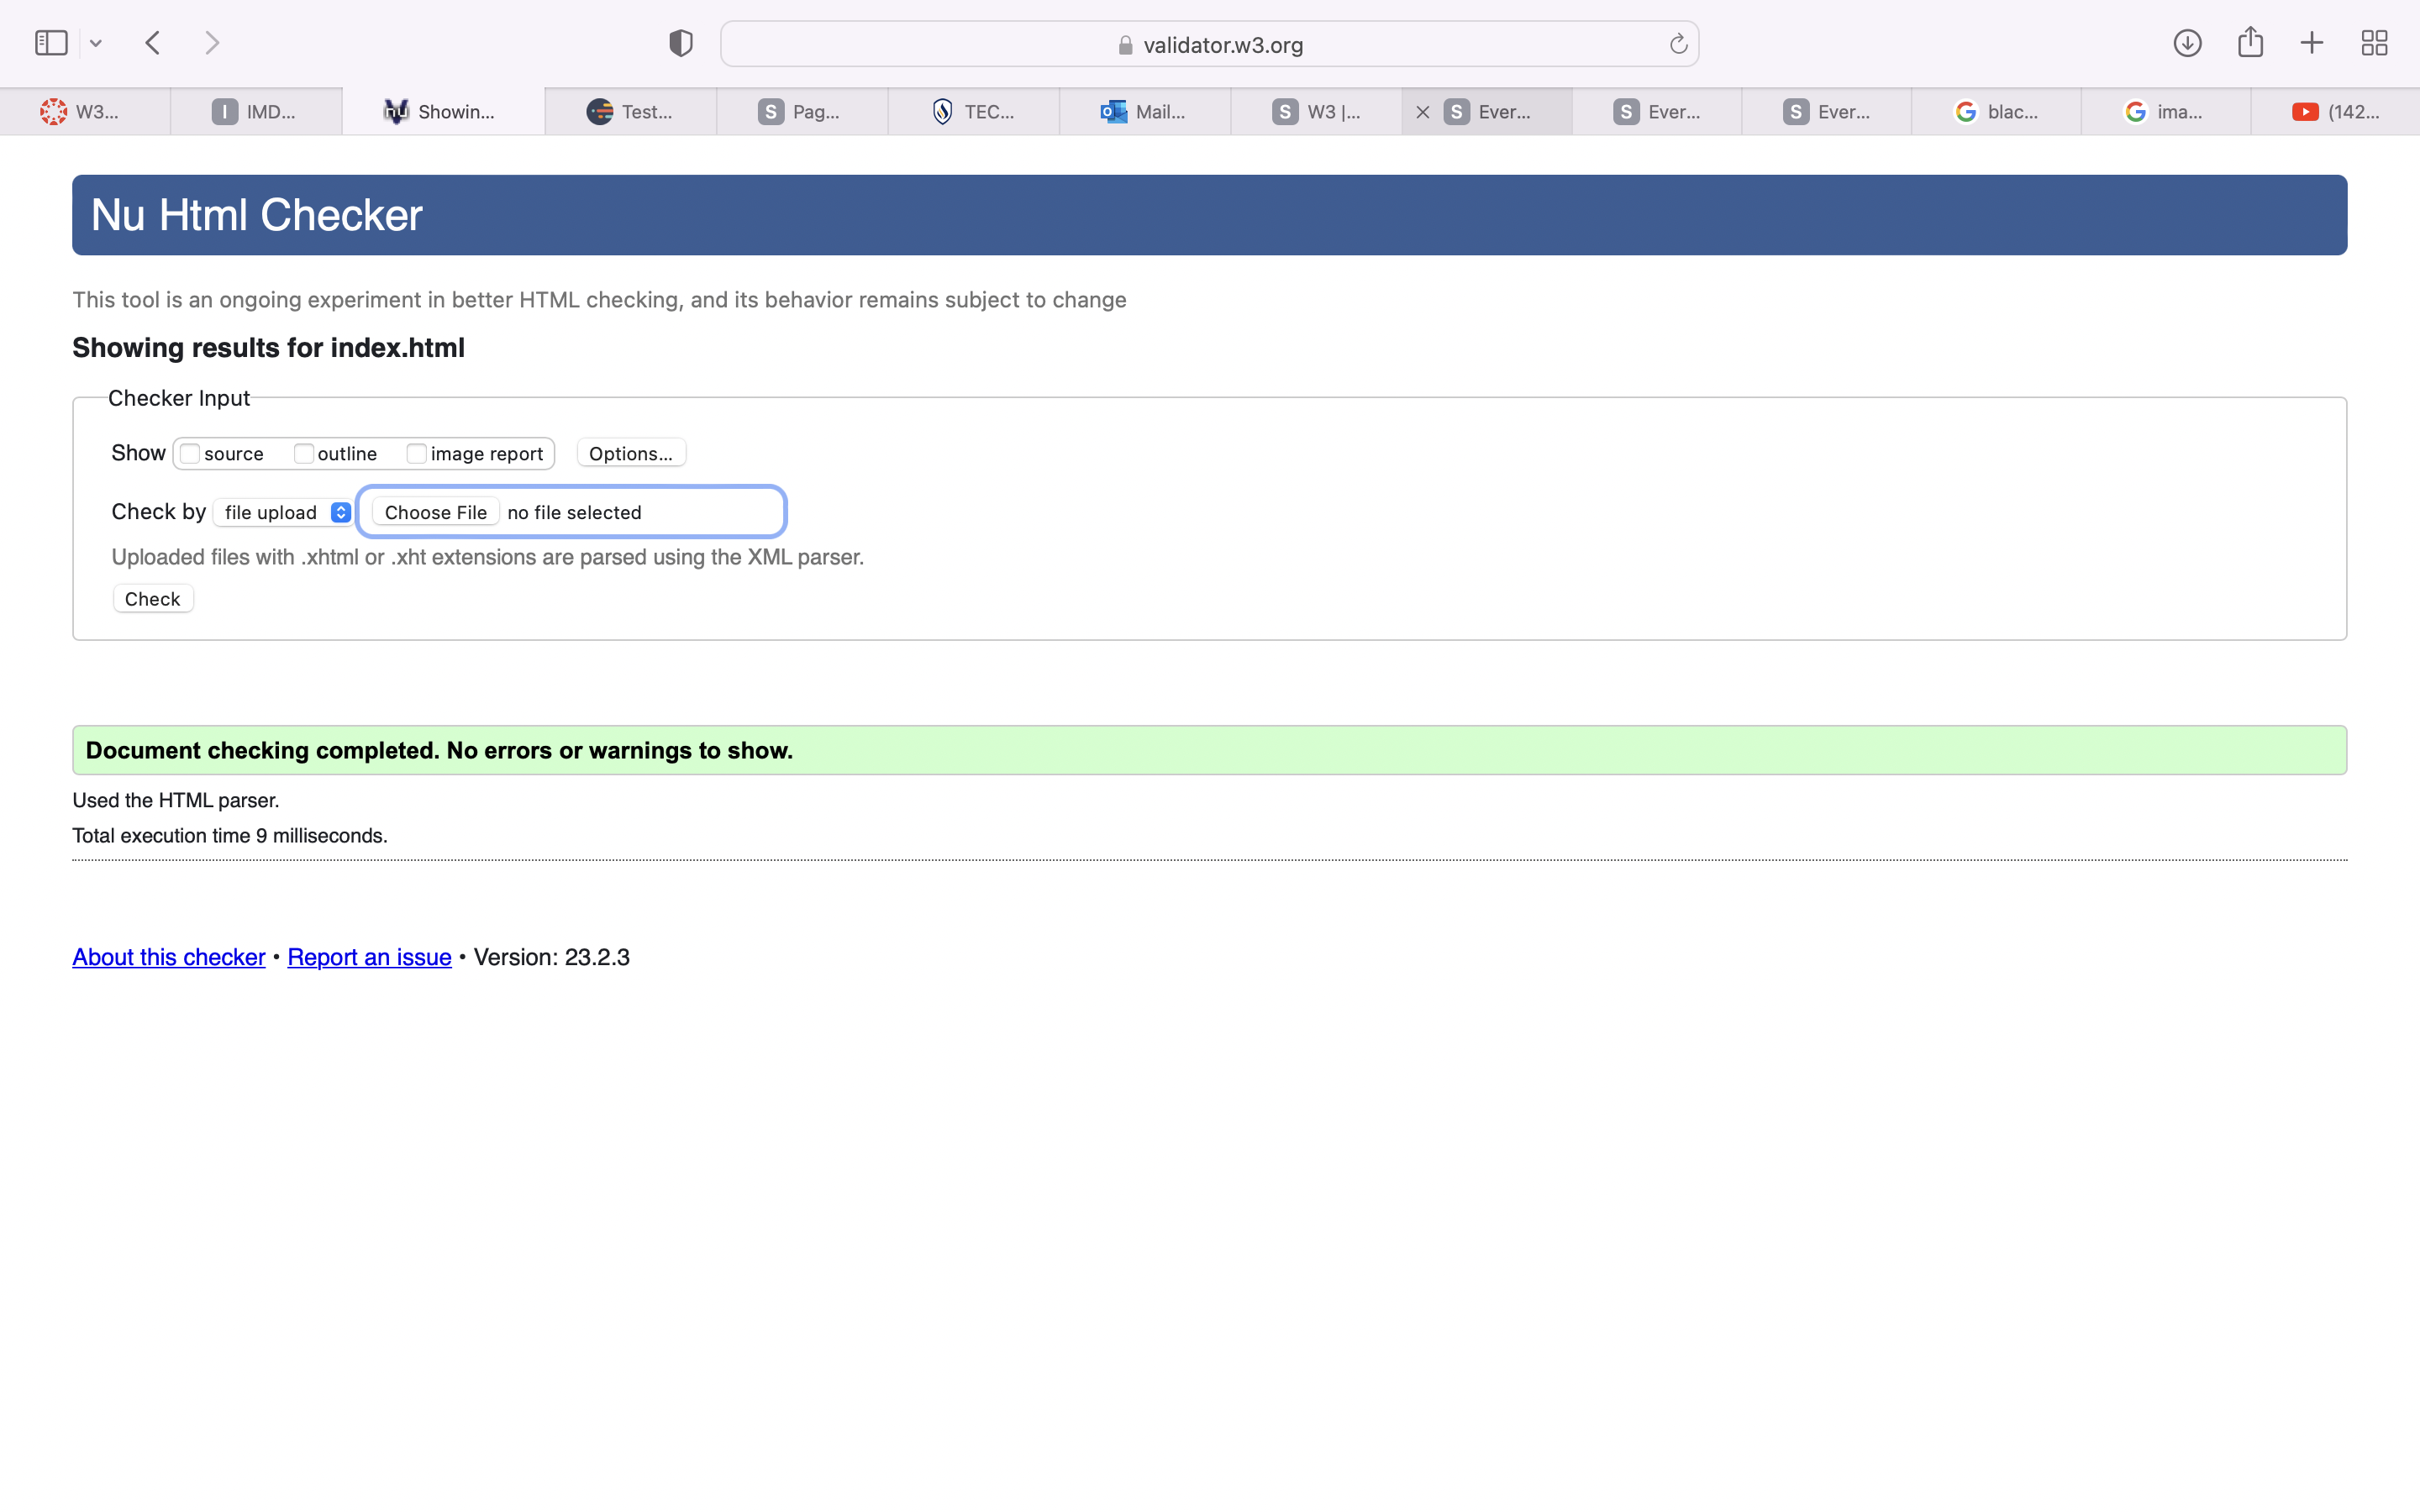 validator.w3.org
W3...
I IMD...
nu Showin...
Test...
S Pag...
TEC...
Mail...
S W3 |...
S Ever...
S Ever...
S Ever...
blac...
ima...
(142...
Nu Html Checker
This tool is an ongoing experiment in better HTML checking, and its behavior remains subject to change
Showing results for index.html
Checker Input
Show source outline image report Options...
Check by file upload Choose File no file selected
Uploaded files with .xhtml or .xht extensions are parsed using the XML parser.
Check
Document checking completed. No errors or warnings to show.
Used the HTML parser.
Total execution time 9 milliseconds.
About this checker • Report an issue • Version: 23.2.3